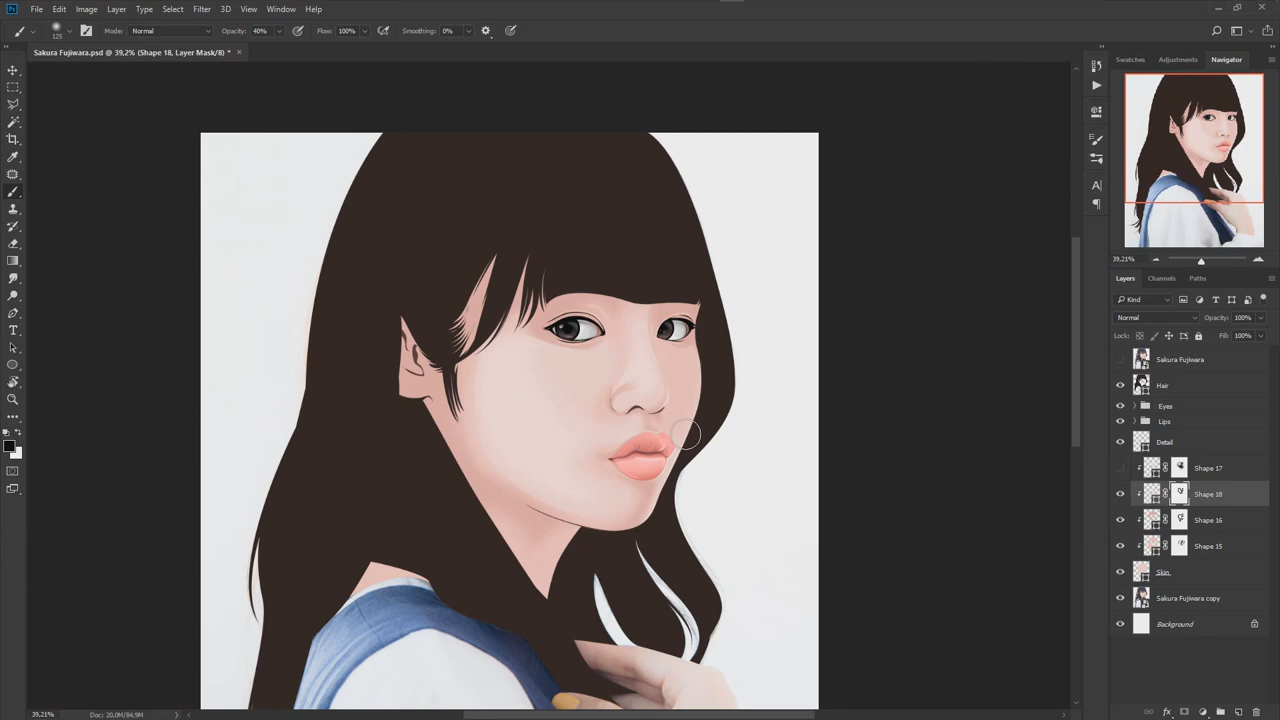 Ps File Edit Image Layer Type Select Filter 3D View Window Help
125 Mode: Normal Opacity: 40% Flow: 100% Smoothing: 0%
Sakura Fujiwara.psd @ 39,2% (Shape 18, Layer Mask/8) * ×
Swatches Adjustments Navigator
39,21%
Layers Channels Paths
Kind
Normal Opacity: 100%
Lock: Fill: 100%
Sakura Fujiwara
Hair
Eyes
Lips
Detail
Shape 17
Shape 18
Shape 16
Shape 15
Skin
Sakura Fujiwara copy
Background
39,21% Doc: 20,0M/84,9M
fx